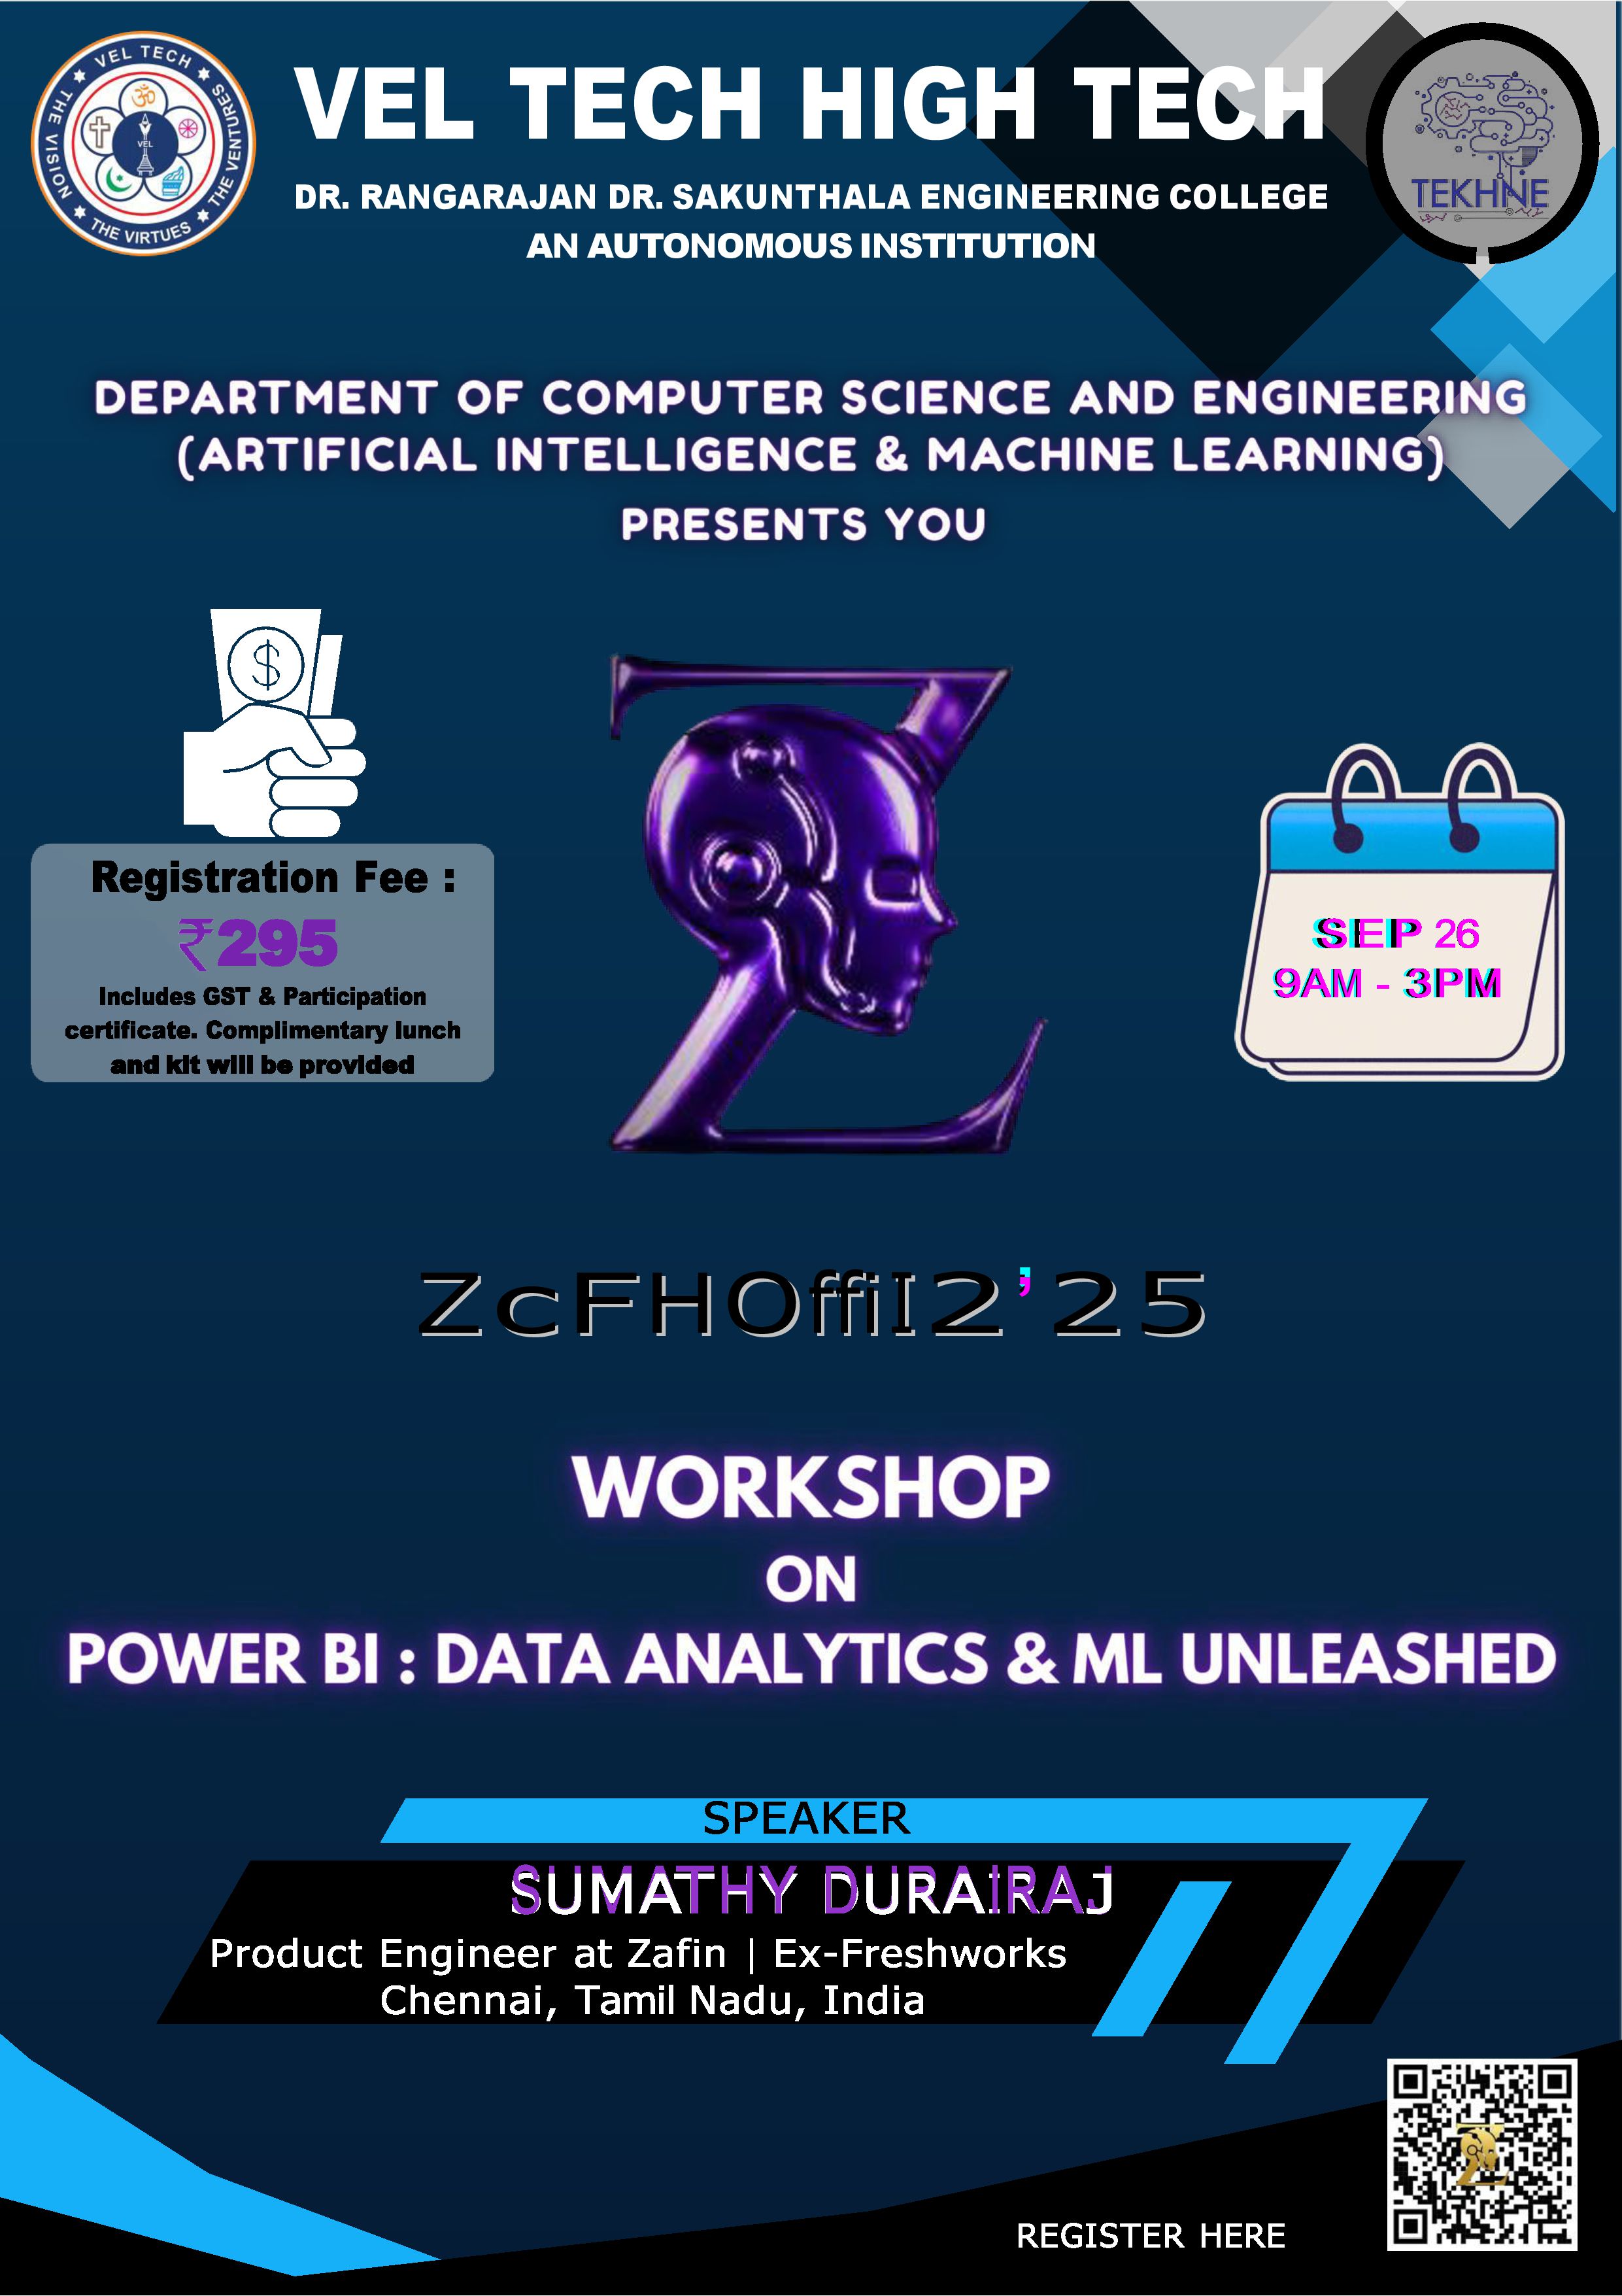 VEL TECH
THE VISION
THE VENTURES
THE VIRTUES
VEL
VEL TECH HIGH TECH
DR. RANGARAJAN DR. SAKUNTHALA ENGINEERING COLLEGE
AN AUTONOMOUS INSTITUTION
TEKHNE
DEPARTMENT OF COMPUTER SCIENCE AND ENGINEERING
(ARTIFICIAL INTELLIGENCE & MACHINE LEARNING)
PRESENTS YOU
$
Registration Fee :
₹295
Includes GST & Participation
certificate. Complimentary lunch
and kit will be provided
SEP 26
9AM - 3PM
ZcFHOffiI2’25
WORKSHOP
ON
POWER BI : DATA ANALYTICS & ML UNLEASHED
SPEAKER
SUMATHY DURAIRAJ
Product Engineer at Zafin | Ex-Freshworks
Chennai, Tamil Nadu, India
REGISTER HERE